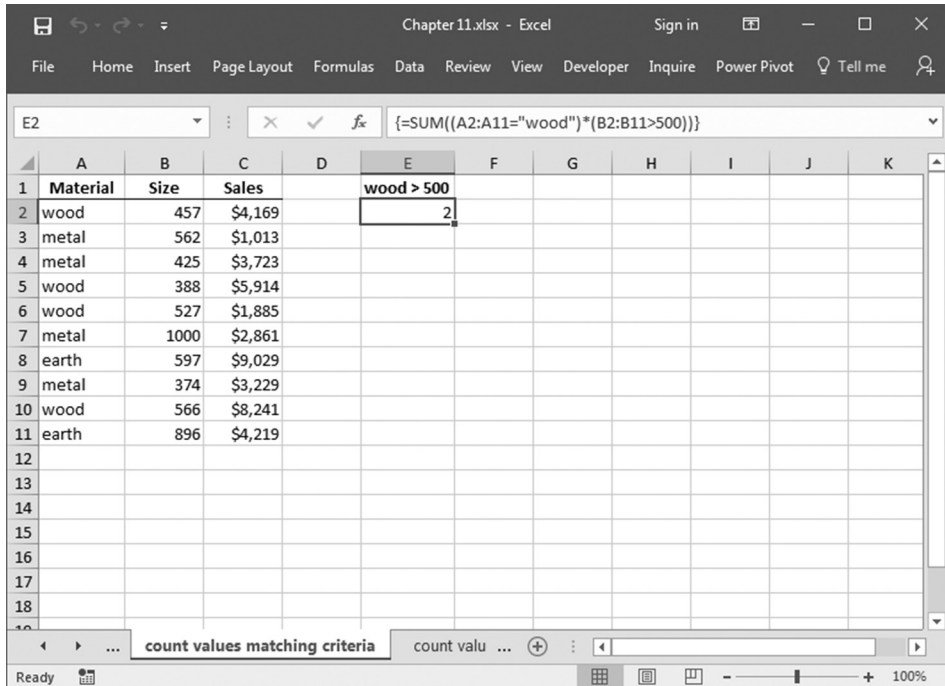 Chapter 11.xlsx - Excel Sign in
File Home Insert Page Layout Formulas Data Review View Developer Inquire Power Pivot Tell me
E2 fx {=SUM((A2:A11="wood")*(B2:B11>500))}
A B C D E F G H I J K
1 Material Size Sales wood > 500
2 wood 457 $4,169 2
3 metal 562 $1,013
4 metal 425 $3,723
5 wood 388 $5,914
6 wood 527 $1,885
7 metal 1000 $2,861
8 earth 597 $9,029
9 metal 374 $3,229
10 wood 566 $8,241
11 earth 896 $4,219
12
13
14
15
16
17
18
... count values matching criteria count valu ...
Ready 100%